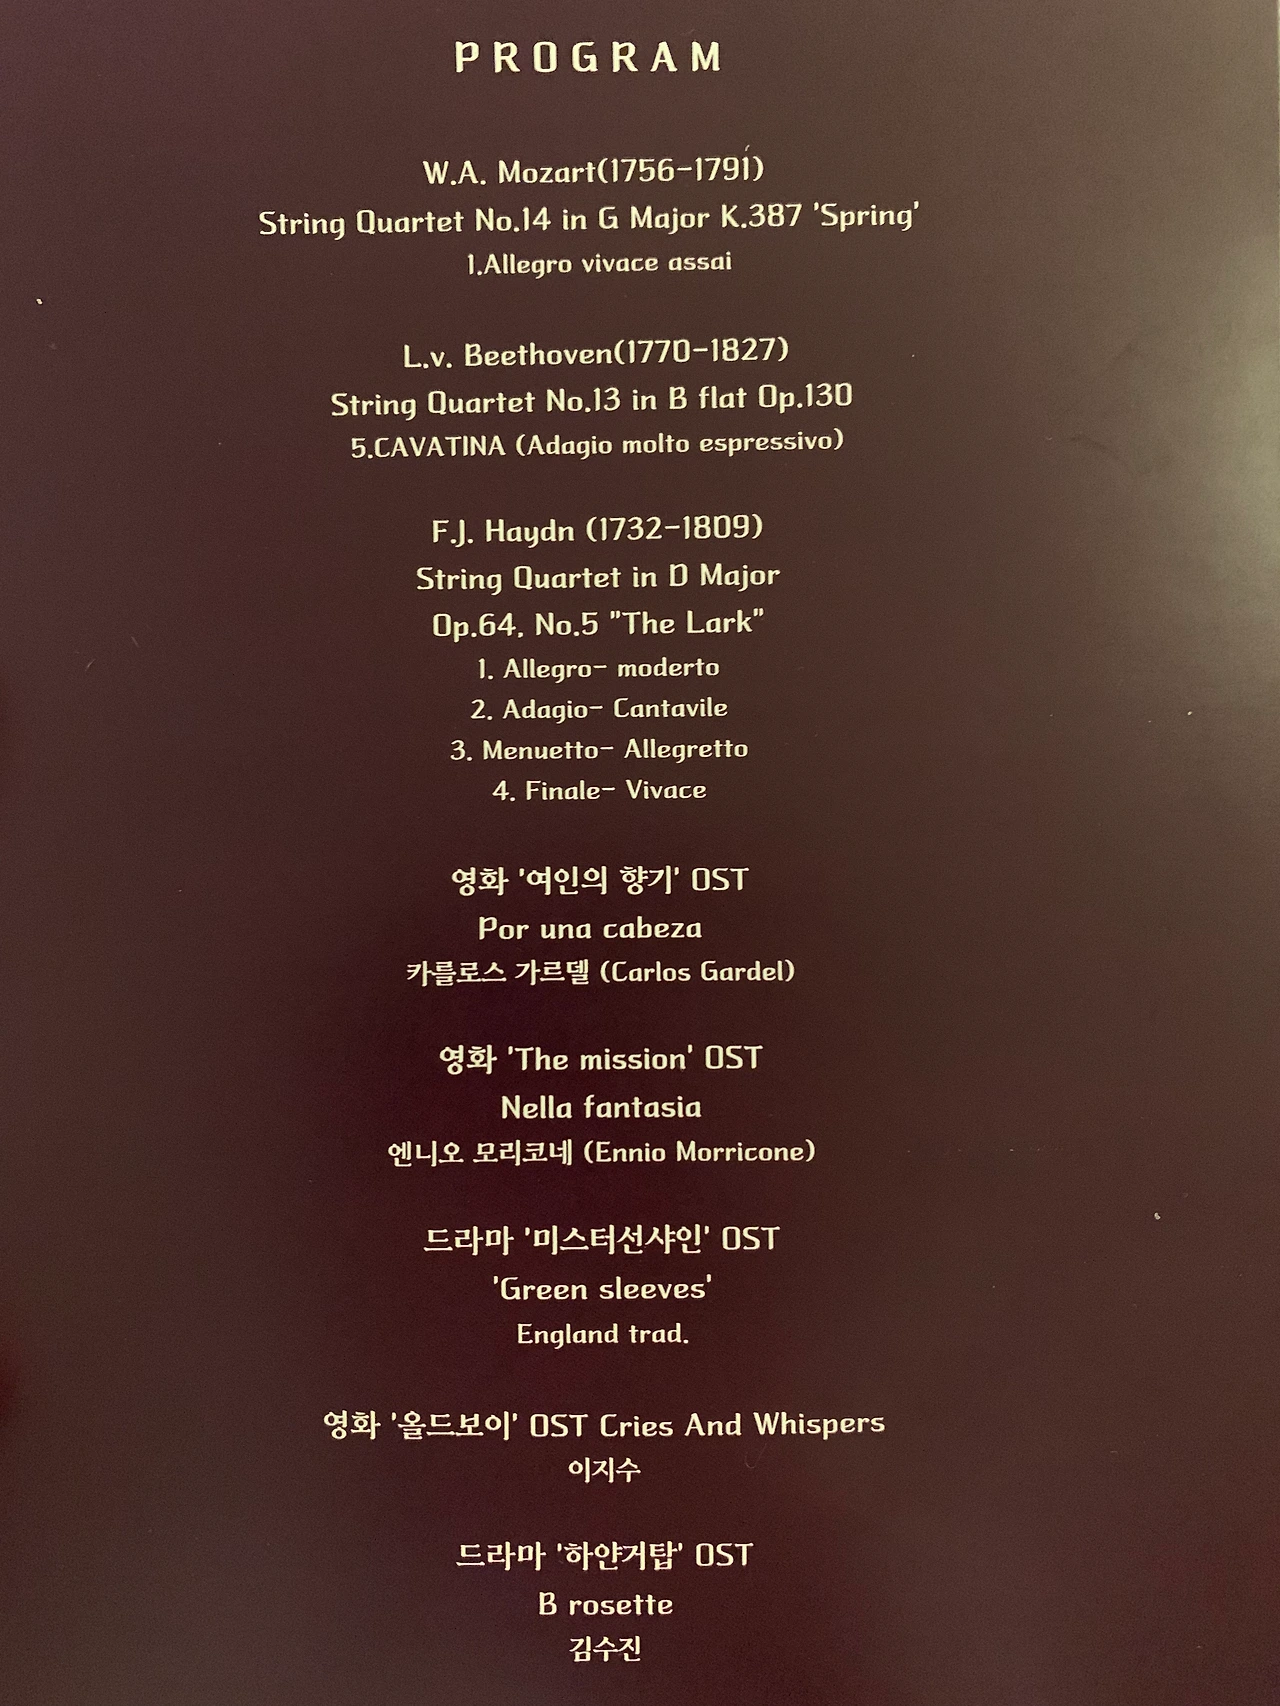 PROGRAM
W.A. Mozart(1756-1791)
String Quartet No.14 in G Major K.387 'Spring'
1.Allegro vivace assai
L.v. Beethoven(1770-1827)
String Quartet No.13 in B flat Op.130
5.CAVATINA (Adagio molto espressivo)
F.J. Haydn (1732-1809)
String Quartet in D Major
Op.64, No.5 "The Lark"
1. Allegro- moderto
2. Adagio- Cantavile
3. Menuetto- Allegretto
4. Finale- Vivace
영화 '여인의 향기' OST
Por una cabeza
카를로스 가르델 (Carlos Gardel)
영화 'The mission' OST
Nella fantasia
엔니오 모리코네 (Ennio Morricone)
드라마 '미스터선샤인' OST
'Green sleeves'
England trad.
영화 '올드보이' OST Cries And Whispers
이지수
드라마 '하얀거탑' OST
B rosette
김수진